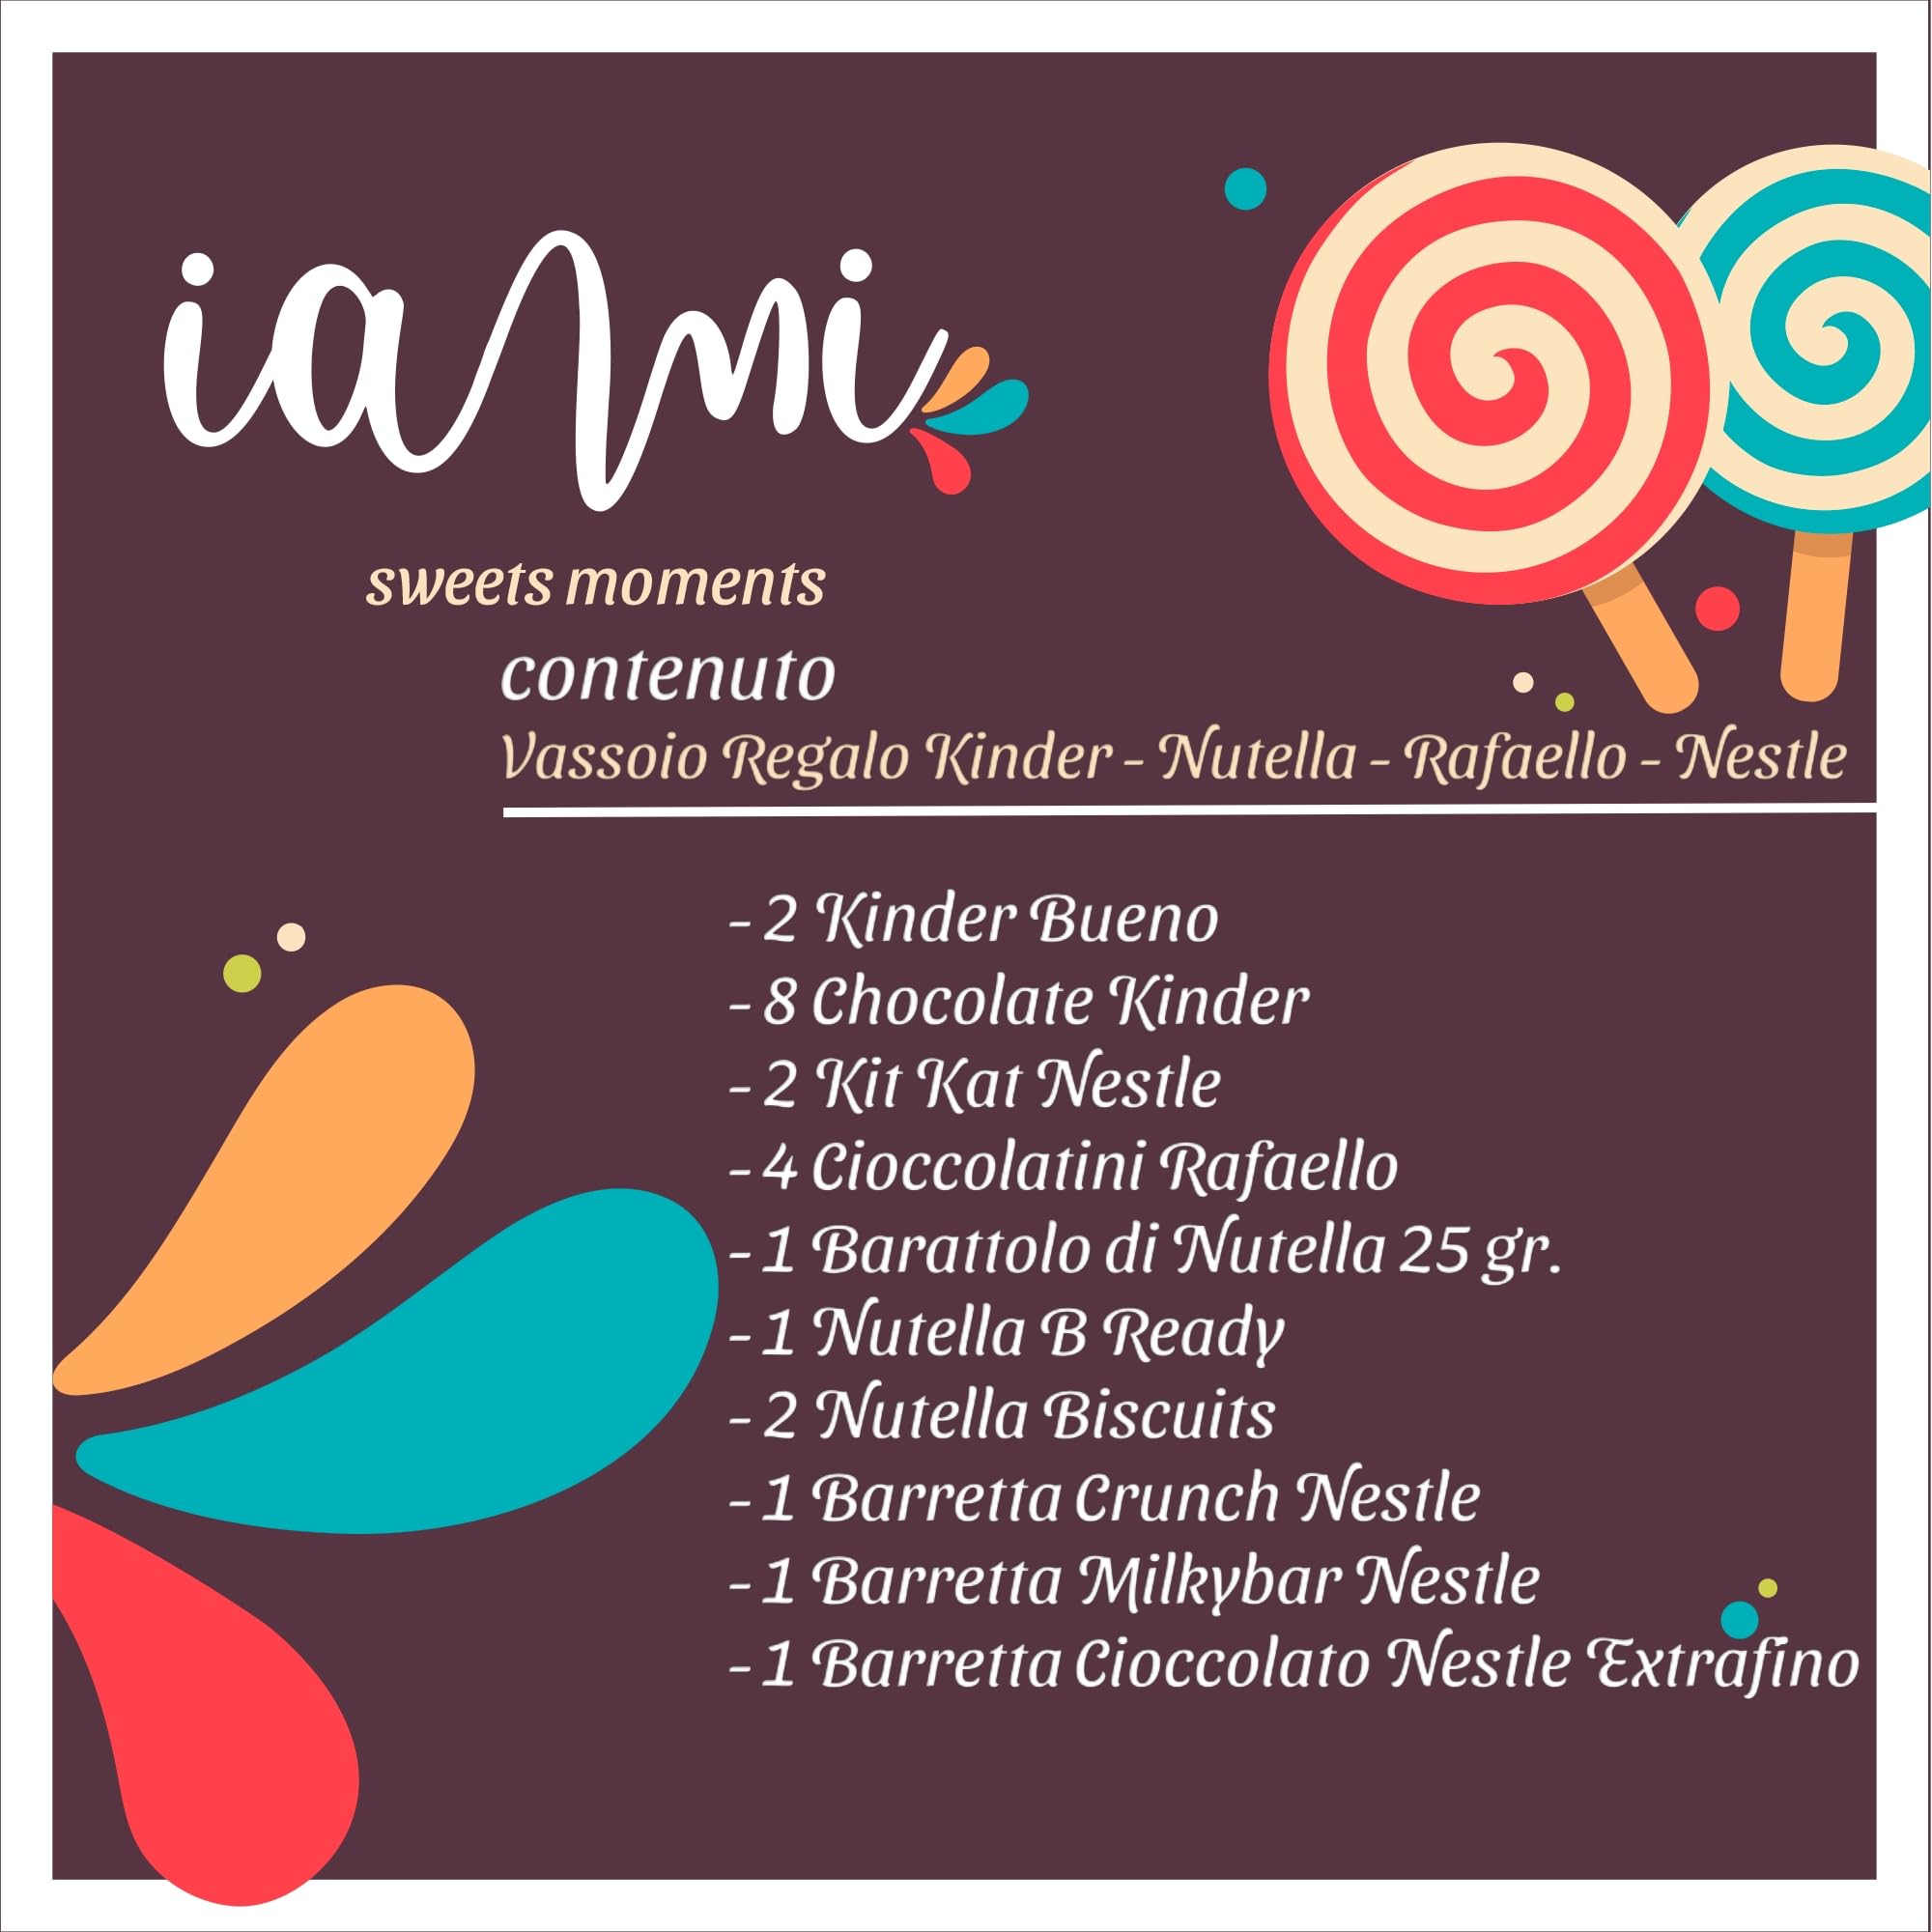 iaMi
sweets moments
contenuto
Vassoio Regalo Kinder - Nutella - Rafaello - Nestle
- 2 Kinder Bueno
- 8 Chocolate Kinder
- 2 Kit Kat Nestle
- 4 Cioccolatini Rafaello
- 1 Barattolo di Nutella 25 gr.
- 1 Nutella B Ready
- 2 Nutella Biscuits
- 1 Barretta Crunch Nestle
- 1 Barretta Milkybar Nestle
- 1 Barretta Cioccolato Nestle Extrafino